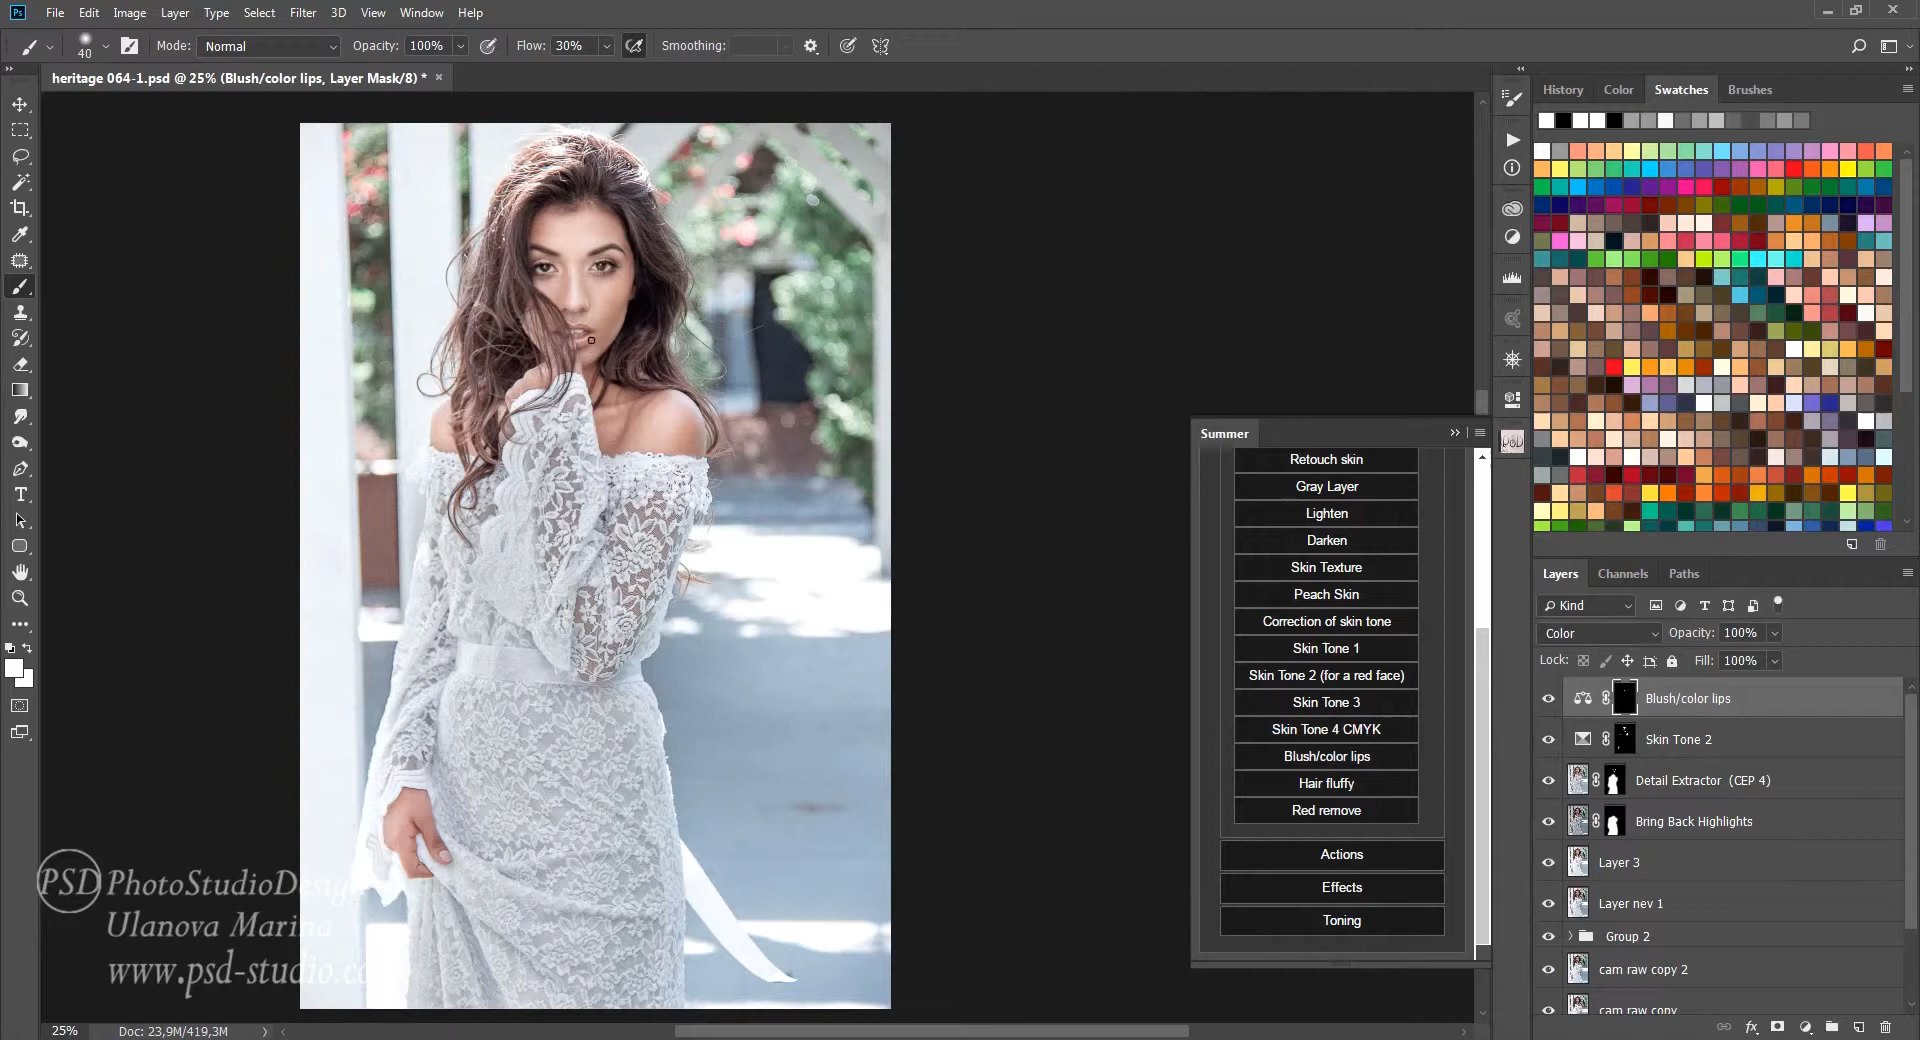 Ps File Edit Image Layer Type Select Filter 3D View Window Help
40 Mode: Normal Opacity: 100% Flow: 30% Smoothing:
heritage 064-1.psd @ 25% (Blush/color lips, Layer Mask/8) * ×
History Color Swatches Brushes
Summer
Retouch skin
Gray Layer
Lighten
Darken
Skin Texture
Peach Skin
Correction of skin tone
Skin Tone 1
Skin Tone 2 (for a red face)
Skin Tone 3
Skin Tone 4 CMYK
Blush/color lips
Hair fluffy
Red remove
Actions
Effects
Toning
Layers Channels Paths
Kind
Color Opacity: 100%
Lock: Fill: 100%
Blush/color lips
Skin Tone 2
Detail Extractor (CEP 4)
Bring Back Highlights
Layer 3
Layer nev 1
Group 2
cam raw copy 2
cam raw copy
PSD PhotoStudioDesign
Ulanova Marina
www.psd-studio.co
25% Doc: 23,9M/419,3M